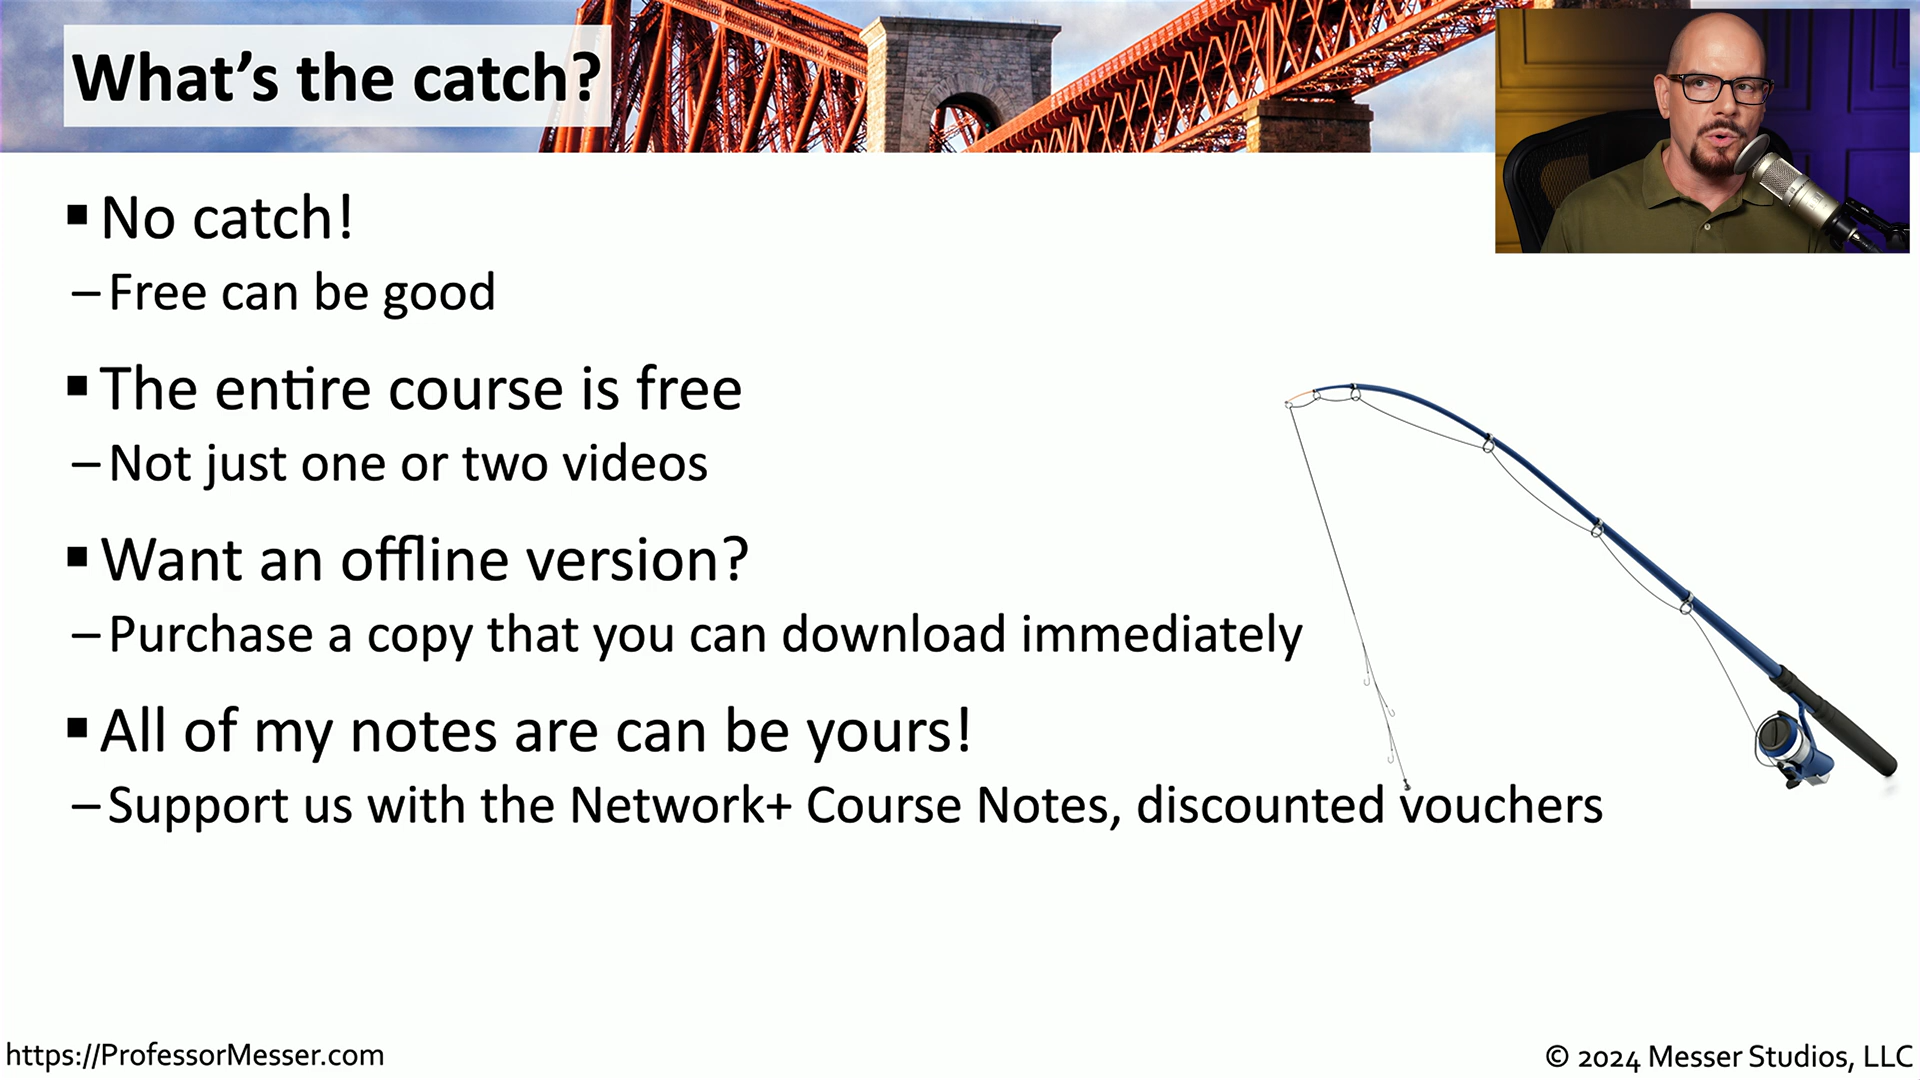 What's the catch?
▪ No catch!
– Free can be good
▪ The entire course is free
– Not just one or two videos
▪ Want an offline version?
– Purchase a copy that you can download immediately
▪ All of my notes are can be yours!
– Support us with the Network+ Course Notes, discounted vouchers
https://ProfessorMesser.com
© 2024 Messer Studios, LLC